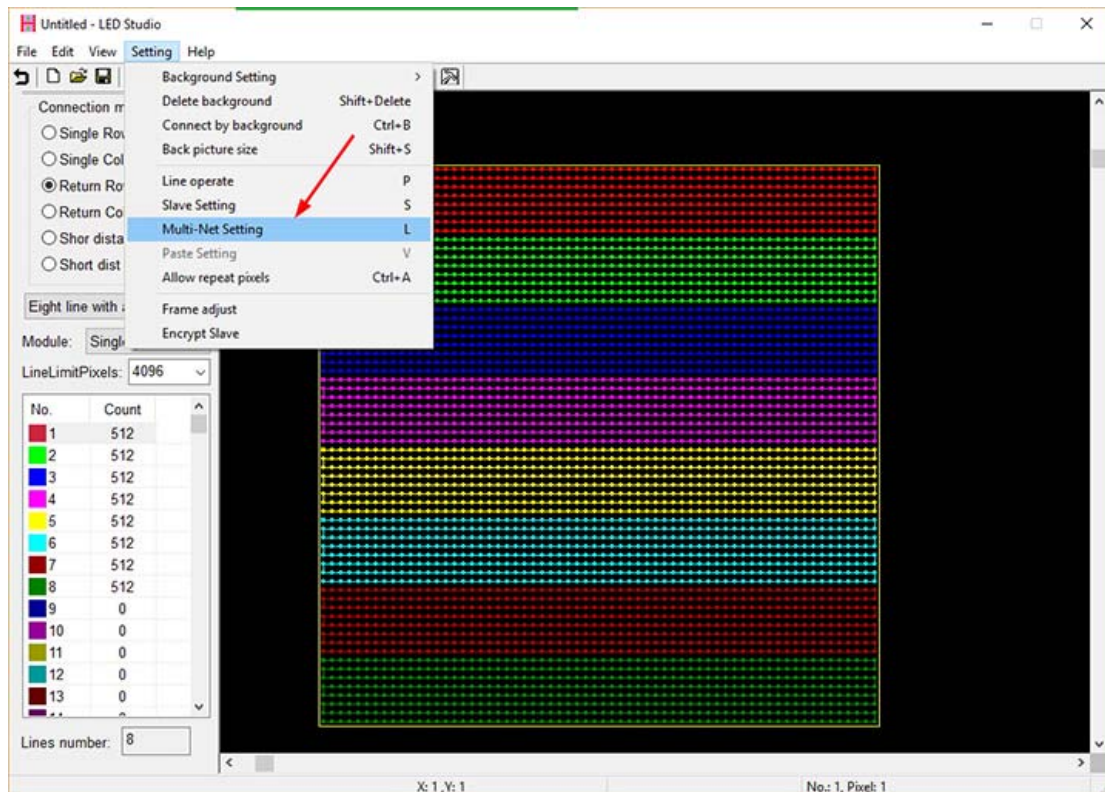 Untitled - LED Studio
File Edit View Setting Help
Background Setting >
Delete background Shift+Delete
Connect by background Ctrl+B
Back picture size Shift+S
Line operate P
Slave Setting S
Multi-Net Setting L
Paste Setting V
Allow repeat pixels Ctrl+A
Frame adjust
Encrypt Slave
Connection m
Single Rov
Single Col
Return Ro
Return Co
Shor dista
Short dist
Eight line with
Module: Singl
LineLimitPixels: 4096
No. Count
1 512
2 512
3 512
4 512
5 512
6 512
7 512
8 512
9 0
10 0
11 0
12 0
13 0
Lines number: 8
X: 1 ,Y: 1
No.: 1, Pixel: 1